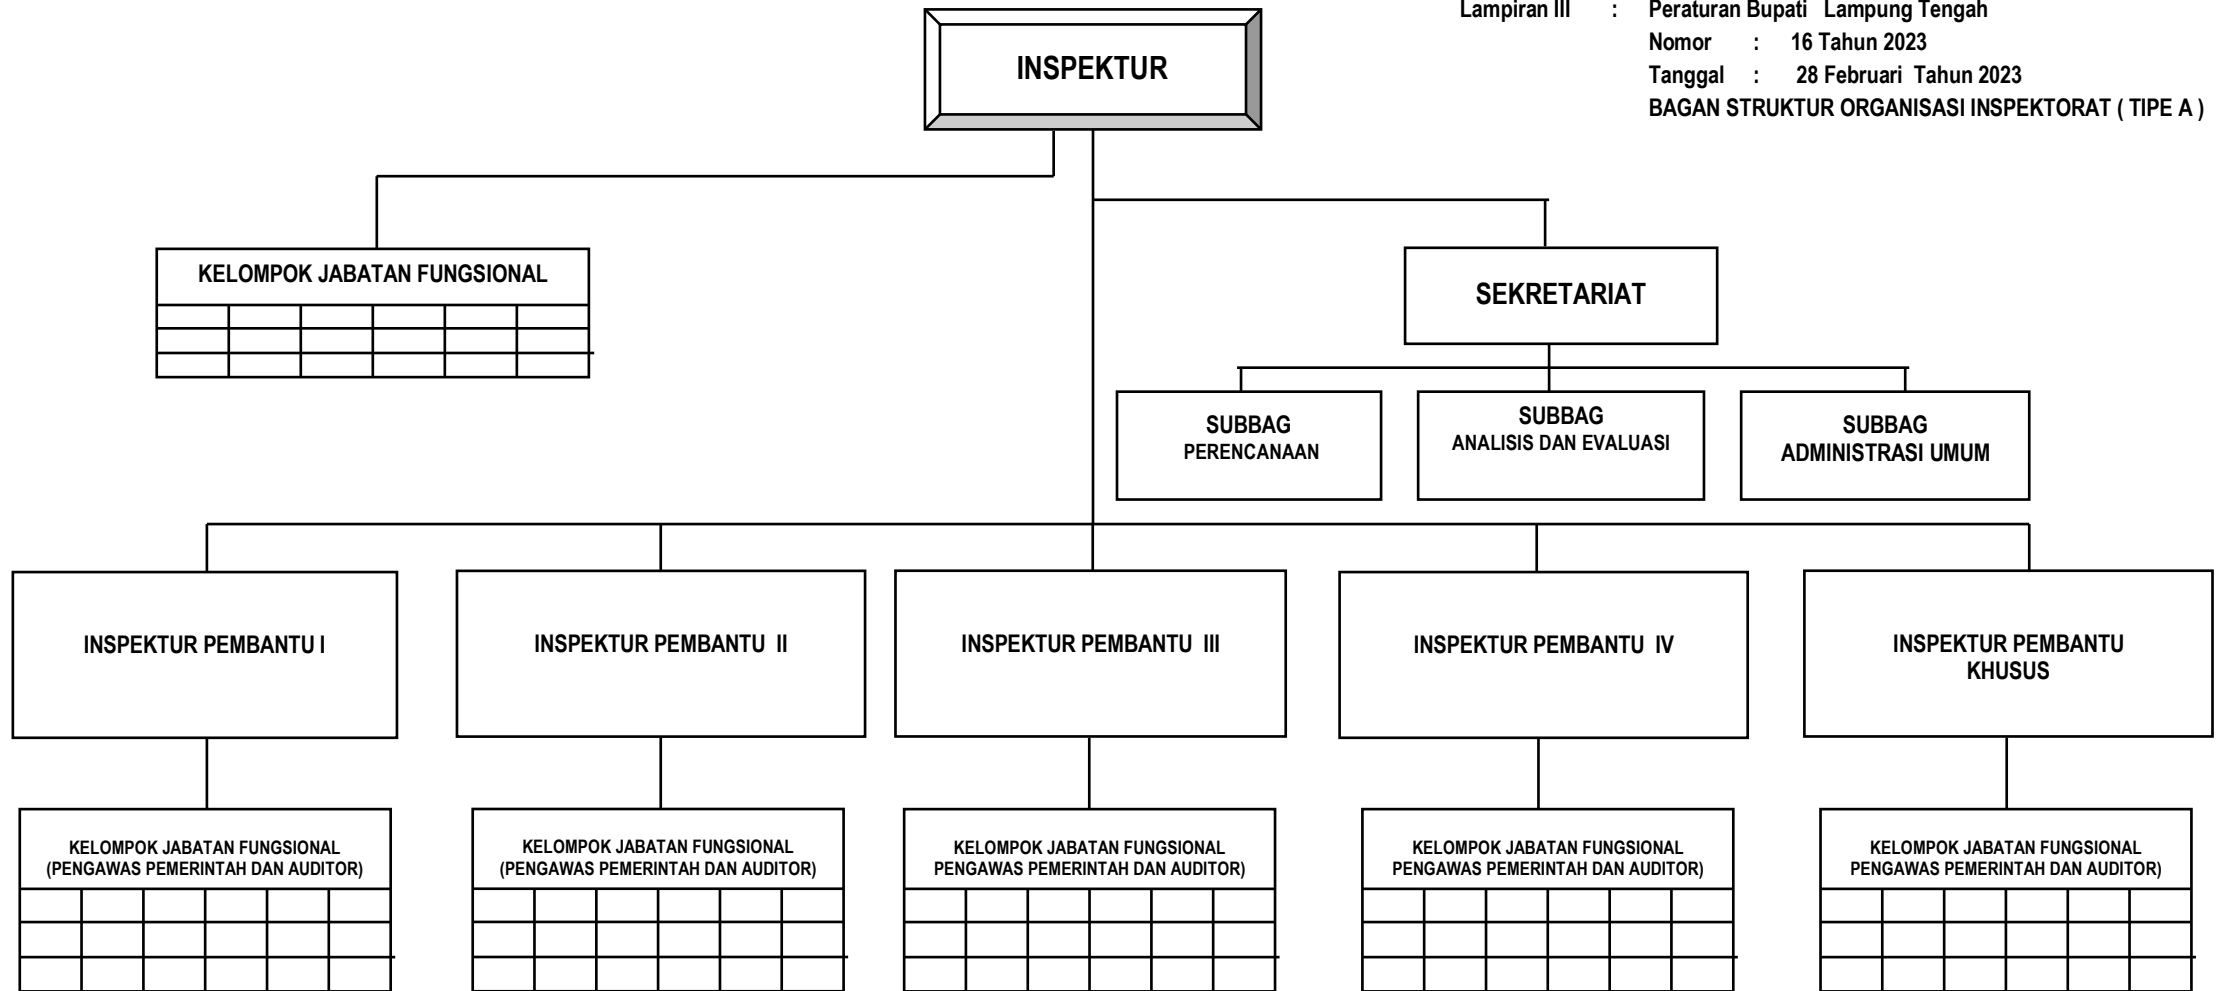 Lampiran III : Peraturan Bupati Lampung Tengah
Nomor : 16 Tahun 2023
Tanggal : 28 Februari Tahun 2023
BAGAN STRUKTUR ORGANISASI INSPEKTORAT ( TIPE A )
INSPEKTUR
KELOMPOK JABATAN FUNGSIONAL
SEKRETARIAT
SUBBAG
PERENCANAAN
SUBBAG
ANALISIS DAN EVALUASI
SUBBAG
ADMINISTRASI UMUM
INSPEKTUR PEMBANTU I
INSPEKTUR PEMBANTU II
INSPEKTUR PEMBANTU III
INSPEKTUR PEMBANTU IV
INSPEKTUR PEMBANTU
KHUSUS
KELOMPOK JABATAN FUNGSIONAL
(PENGAWAS PEMERINTAH DAN AUDITOR)
KELOMPOK JABATAN FUNGSIONAL
(PENGAWAS PEMERINTAH DAN AUDITOR)
KELOMPOK JABATAN FUNGSIONAL
PENGAWAS PEMERINTAH DAN AUDITOR)
KELOMPOK JABATAN FUNGSIONAL
PENGAWAS PEMERINTAH DAN AUDITOR)
KELOMPOK JABATAN FUNGSIONAL
PENGAWAS PEMERINTAH DAN AUDITOR)